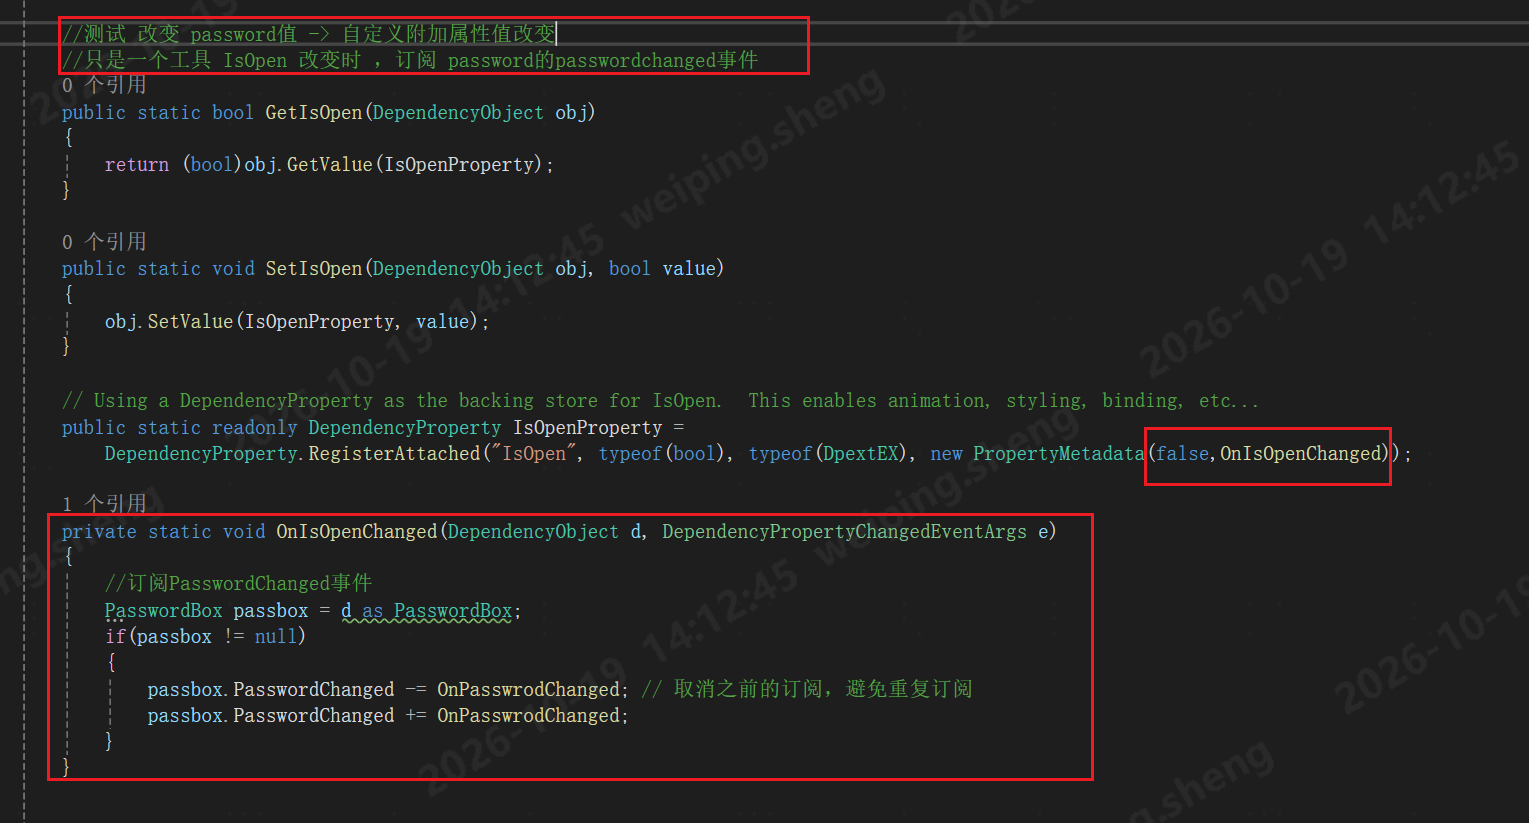 //测试 改变 password值 -> 自定义附加属性值改变
//只是一个工具 IsOpen 改变时 ，订阅 password的passwordchanged事件
0 个引用
public static bool GetIsOpen(DependencyObject obj)
{
return (bool)obj.GetValue(IsOpenProperty);
}
0 个引用
public static void SetIsOpen(DependencyObject obj, bool value)
{
obj.SetValue(IsOpenProperty, value);
}
// Using a DependencyProperty as the backing store for IsOpen.  This enables animation, styling, binding, etc...
public static readonly DependencyProperty IsOpenProperty =
DependencyProperty.RegisterAttached("IsOpen", typeof(bool), typeof(DpextEX), new PropertyMetadata(false,OnIsOpenChanged));
1 个引用
private static void OnIsOpenChanged(DependencyObject d, DependencyPropertyChangedEventArgs e)
{
//订阅PasswordChanged事件
PasswordBox passbox = d as PasswordBox;
if(passbox != null)
{
passbox.PasswordChanged -= OnPasswrodChanged; // 取消之前的订阅，避免重复订阅
passbox.PasswordChanged += OnPasswrodChanged;
}
}
weiping.sheng 2026-10-19 14:12:45